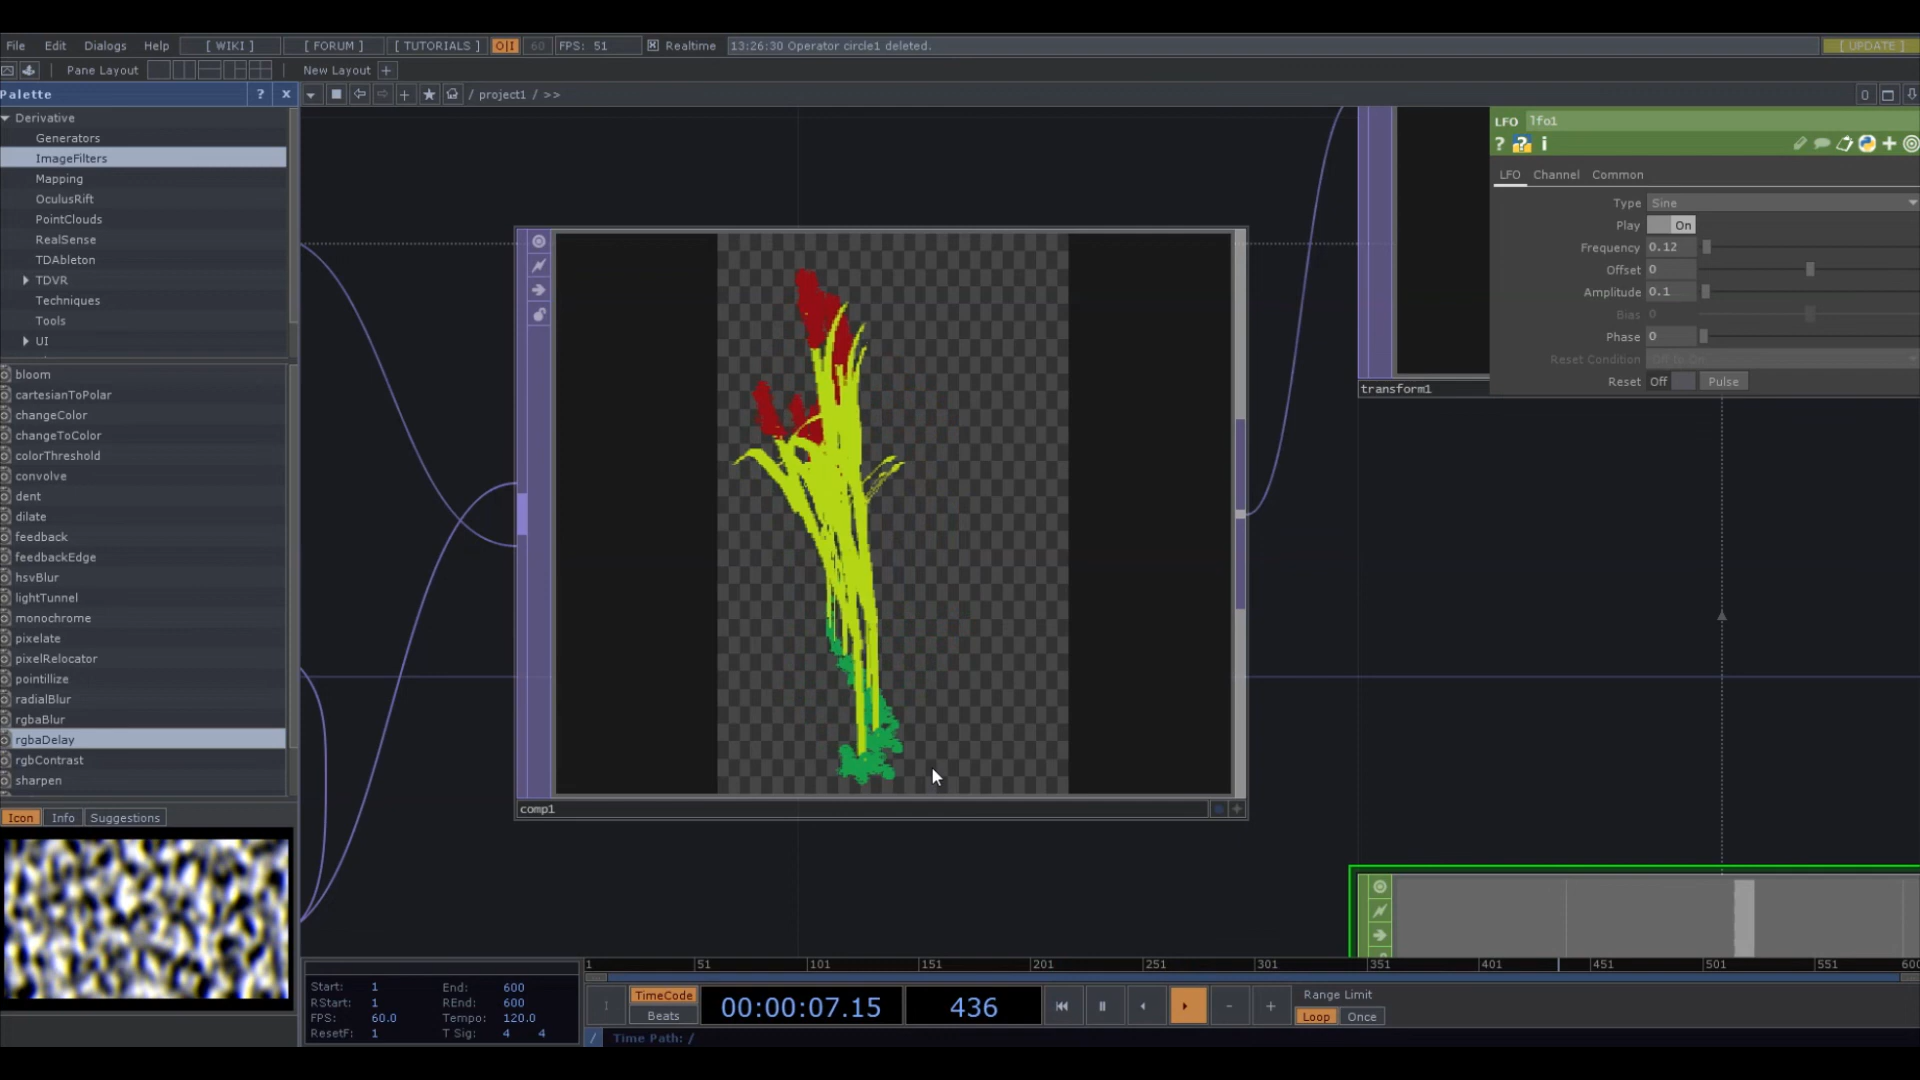 File Edit Dialogs Help [ WIKI ] [ FORUM ] [ TUTORIALS ] O|I 60 FPS: 51 Realtime 13:26:30 Operator circle1 deleted. [ UPDATE ]
Pane Layout New Layout +
Palette ? x + / project1 / >> 0
Derivative
Generators
ImageFilters
Mapping
OculusRift
PointClouds
RealSense
TDAbleton
TDVR
Techniques
Tools
UI
bloom
cartesianToPolar
changeColor
changeToColor
colorThreshold
convolve
dent
dilate
feedback
feedbackEdge
hsvBlur
lightTunnel
monochrome
pixelate
pixelRelocator
pointillize
radialBlur
rgbaBlur
rgbaDelay
rgbContrast
sharpen
Icon Info Suggestions
comp1
transform1
LFO lfo1
? ? i
LFO Channel Common
Type Sine
Play On
Frequency 0.12
Offset 0
Amplitude 0.1
Bias 0
Phase 0
Reset Condition
Reset Off Pulse
1 51 101 151 201 251 301 351 401 451 501 551 600
Start: 1 End: 600
RStart: 1 REnd: 600
FPS: 60.0 Tempo: 120.0
ResetF: 1 T Sig: 4 4
TimeCode
Beats
00:00:07.15 436
- +
Range Limit
Loop Once
/ Time Path: /